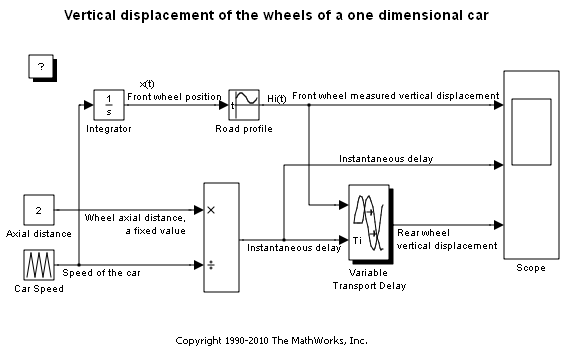 Vertical displacement of the wheels of a one dimensional car
?
x(t)
Front wheel position
1
s
Integrator
t
Road profile
Hi(t)
Front wheel measured vertical displacement
Instantaneous delay
2
Axial distance
Wheel axial distance,
a fixed value
×
÷
Car Speed
Speed of the car
Instantaneous delay
Ti
Variable
Transport Delay
Rear wheel
vertical displacement
Scope
Copyright 1990-2010 The MathWorks, Inc.